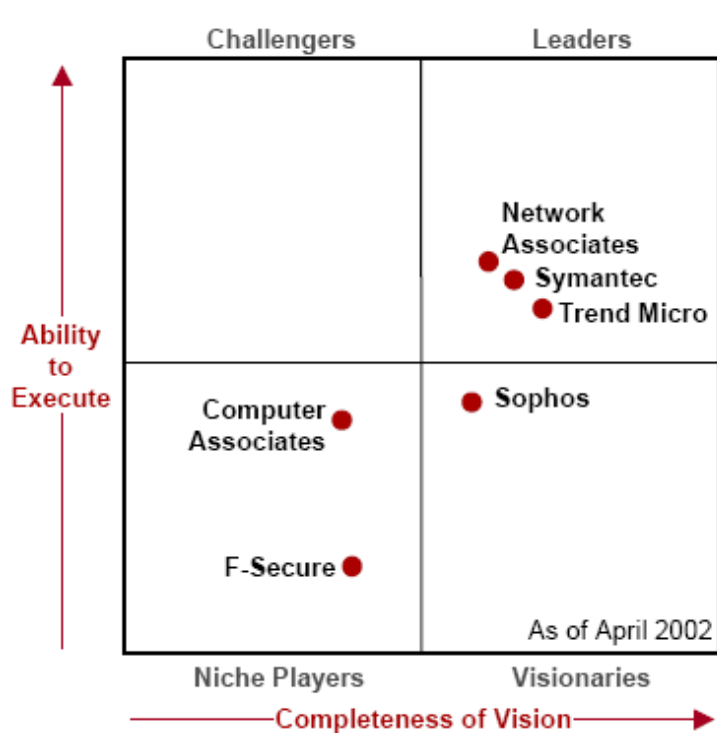 Challengers
Leaders
Network
Associates
Symantec
Trend Micro
Ability
to
Execute
Computer
Associates
Sophos
F-Secure
As of April 2002
Niche Players
Visionaries
Completeness of Vision